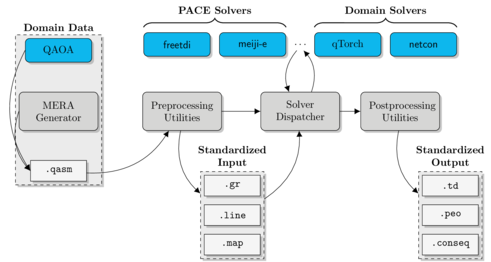 Domain Data
PACE Solvers
Domain Solvers
QAOA
freetdi
meiji-e
...
qTorch
netcon
MERA
Generator
Preprocessing
Utilities
Solver
Dispatcher
Postprocessing
Utilities
.qasm
Standardized
Input
.gr
.line
.map
Standardized
Output
.td
.peo
.conseq